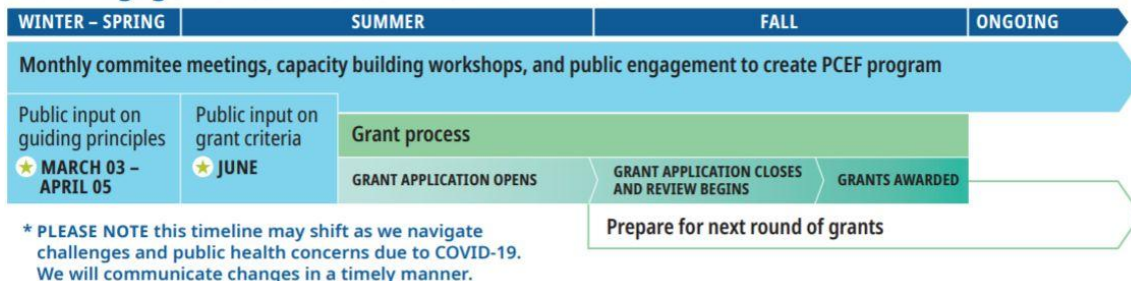 WINTER – SPRING
SUMMER
FALL
ONGOING
Monthly commitee meetings, capacity building workshops, and public engagement to create PCEF program
Public input on
guiding principles
MARCH 03 –
APRIL 05
Public input on
grant criteria
JUNE
Grant process
GRANT APPLICATION OPENS
GRANT APPLICATION CLOSES
AND REVIEW BEGINS
GRANTS AWARDED
Prepare for next round of grants
* PLEASE NOTE this timeline may shift as we navigate
challenges and public health concerns due to COVID-19.
We will communicate changes in a timely manner.